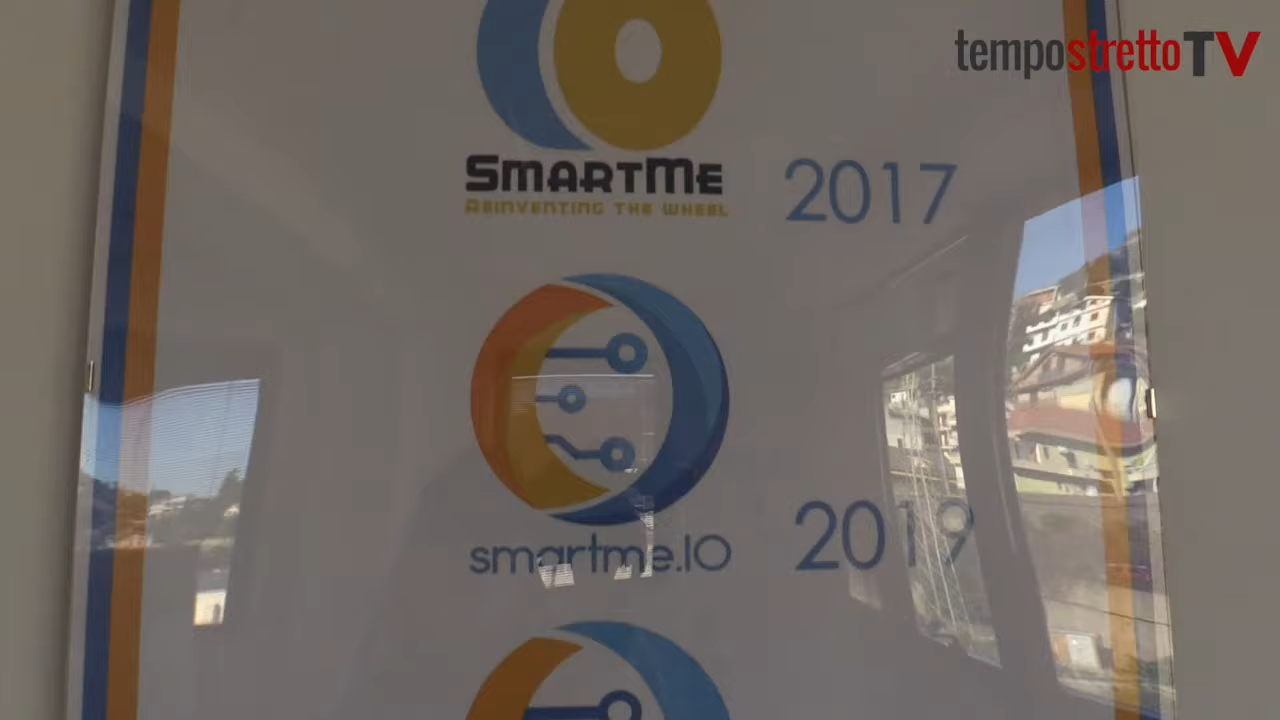 tempostrettoTV
SMARTME
REINVENTING THE WHEEL
2017
smartme.IO
2019